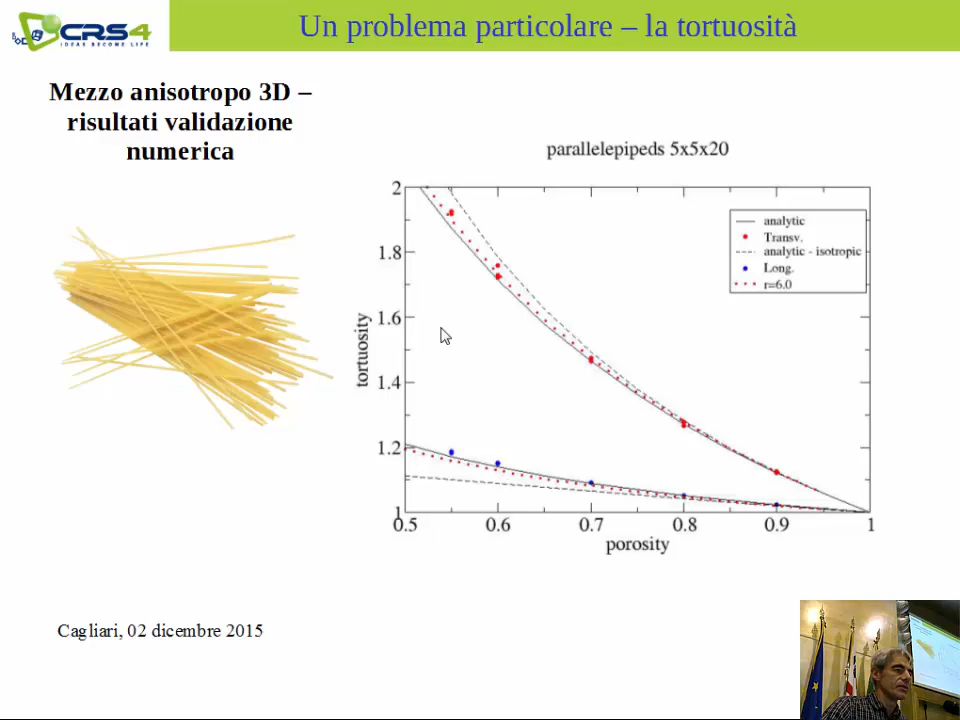 CRS4
IDEAS BECOME LIFE
Un problema particolare – la tortuosità
Mezzo anisotropo 3D –
risultati validazione
numerica
parallelepipeds 5x5x20
analytic
Transv.
analytic - isotropic
Long.
r=6.0
tortuosity
2
1.8
1.6
1.4
1.2
1
0.5 0.6 0.7 0.8 0.9 1
porosity
Cagliari, 02 dicembre 2015